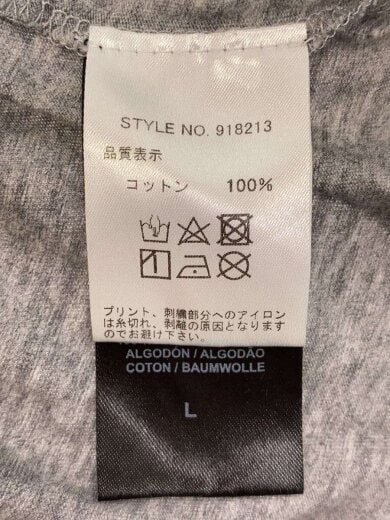 STYLE NO. 918213
品質表示
コットン 100%
プリント、刺繍部分へのアイロン
は糸切れ、剥離の原因となります
のでお避け下さい。
ALGODÓN / ALGODÃO
COTON / BAUMWOLLE
L